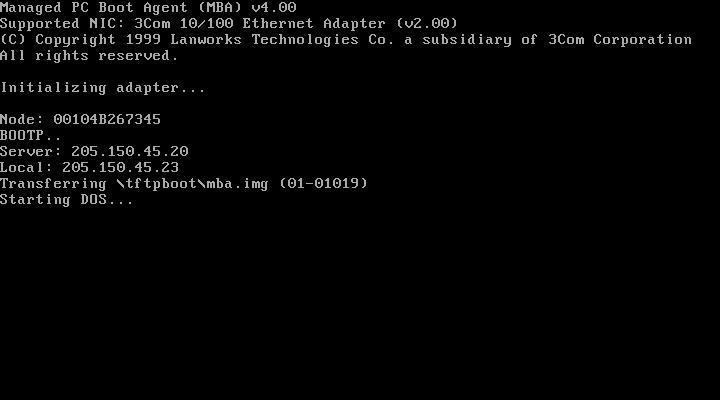 Managed PC Boot Agent (MBA) v4.00
Supported NIC: 3Com 10/100 Ethernet Adapter (v2.00)
(C) Copyright 1999 Lanworks Technologies Co. a subsidiary of 3Com Corporation
All rights reserved.
Initializing adapter...
Node: 00104B267345
BOOTP..
Server: 205.150.45.20
Local: 205.150.45.23
Transferring \tftpboot\mba.img (01-01019)
Starting DOS...